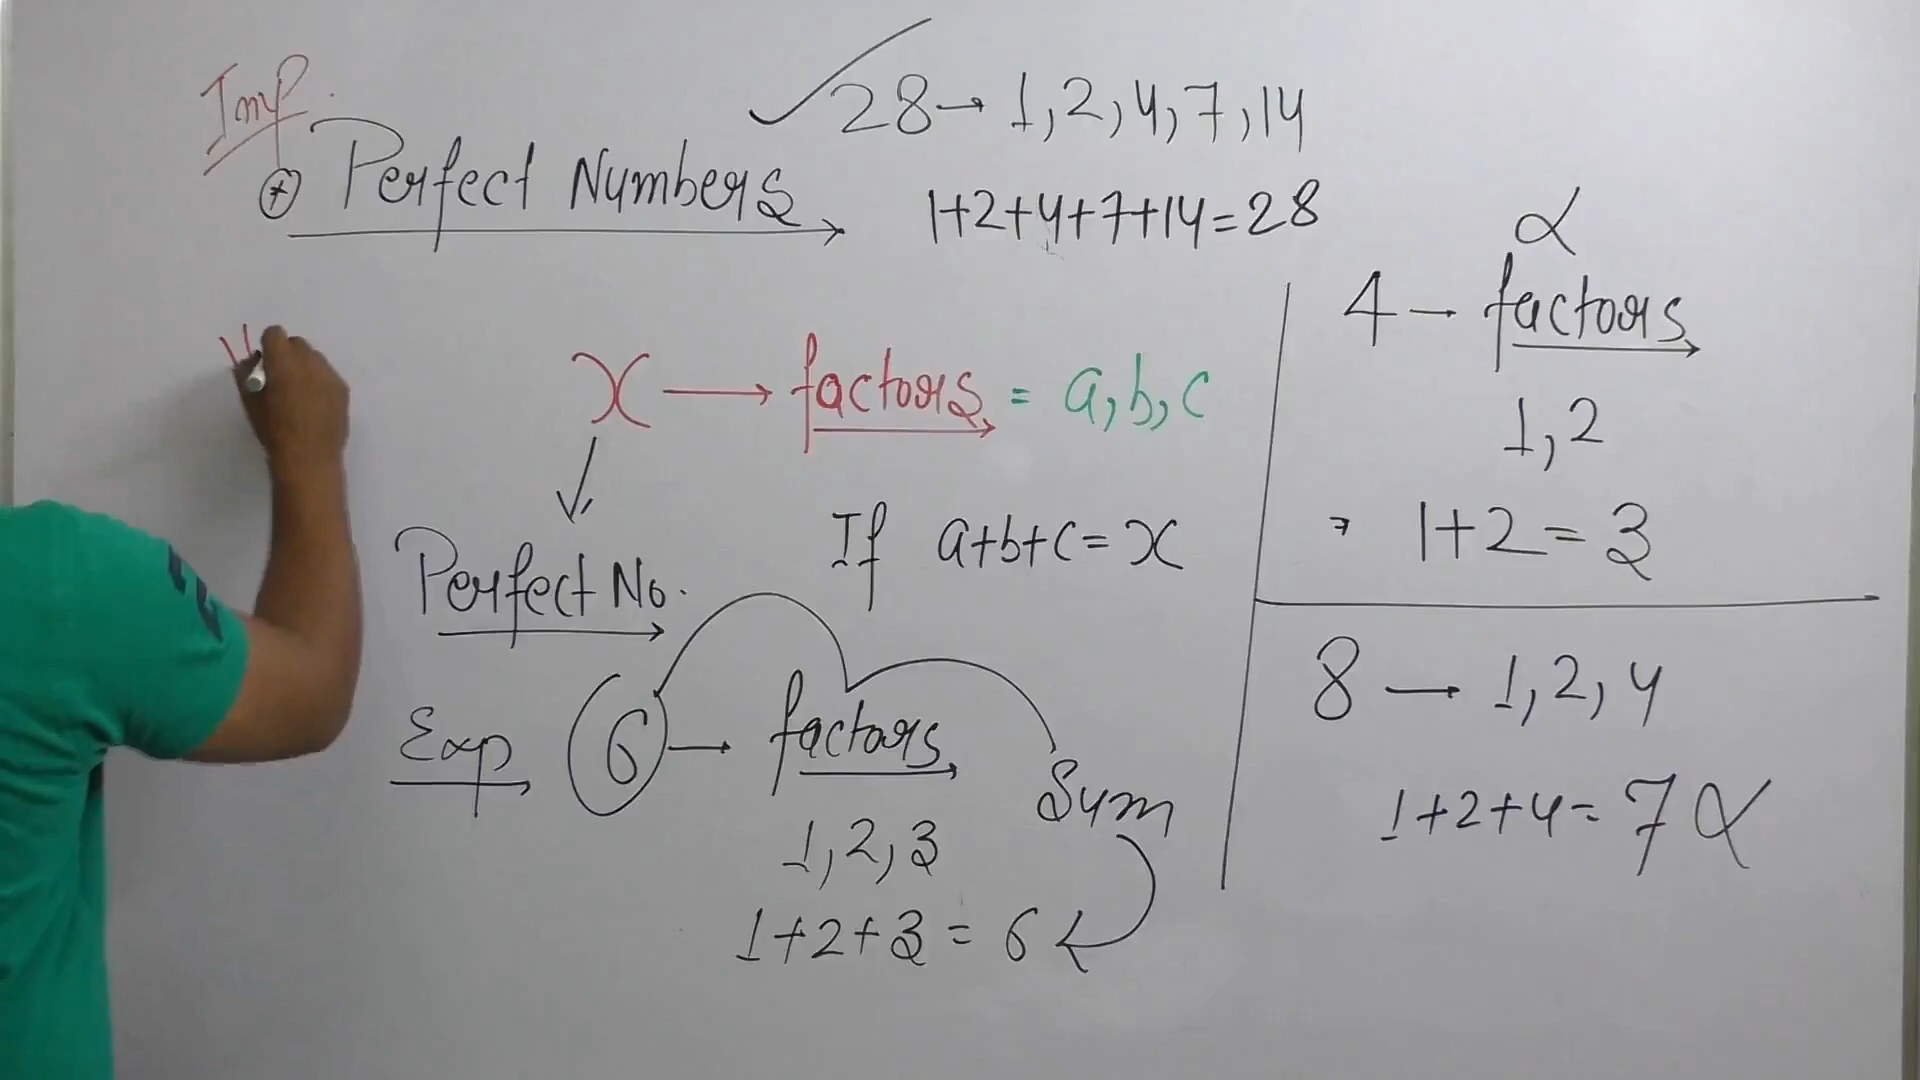 Imp.
Perfect Numbers
28 → 1, 2, 4, 7, 14
1+2+4+7+14=28
x → factors = a, b, c
If a+b+c=x
Perfect No.
Exp 6 → factors
Sum
1, 2, 3
1+2+3 = 6
4 → factors
1, 2
1+2=3
8 → 1, 2, 4
1+2+4=7